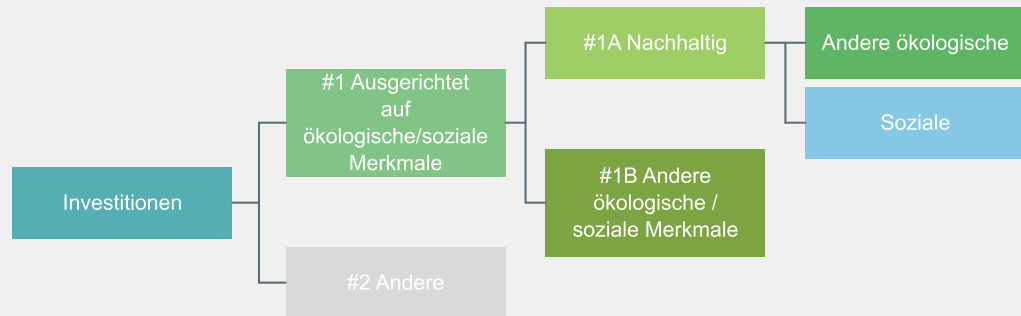 Investitionen
#1 Ausgerichtet
auf
ökologische/soziale
Merkmale
#2 Andere
#1A Nachhaltig
#1B Andere
ökologische /
soziale Merkmale
Andere ökologische
Soziale